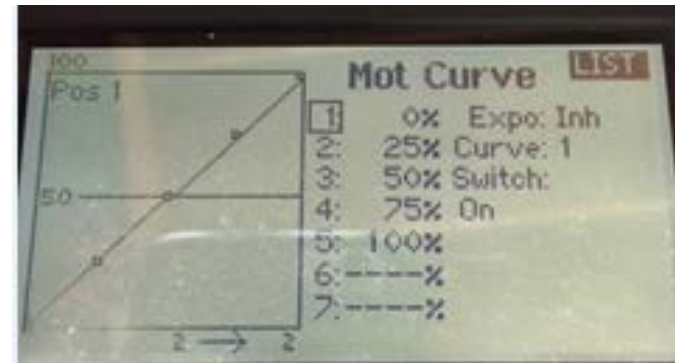 Mot Curve LIST
100
Pos 1
50
2 → 2
1: 0% Expo: Inh
2: 25% Curve: 1
3: 50% Switch:
4: 75% On
5: 100%
6:----%
7:----%